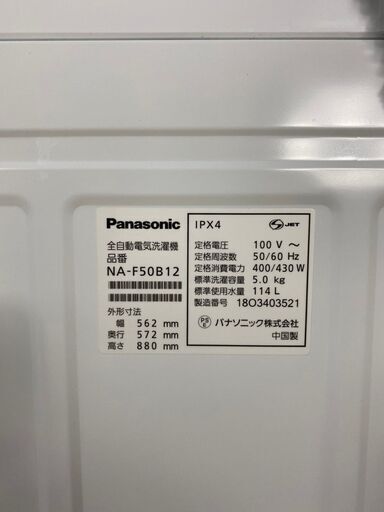 Panasonic
全自動電気洗濯機
品番
NA-F50B12
外形寸法
幅 562 mm
奥行 572 mm
高さ 880 mm
IPX4
S JET
定格電圧 100 V ～
定格周波数 50/60 Hz
定格消費電力 400/430 W
標準洗濯容量 5.0 kg
標準使用水量 114 L
製造番号 18O3403521
PS E パナソニック株式会社
中国製